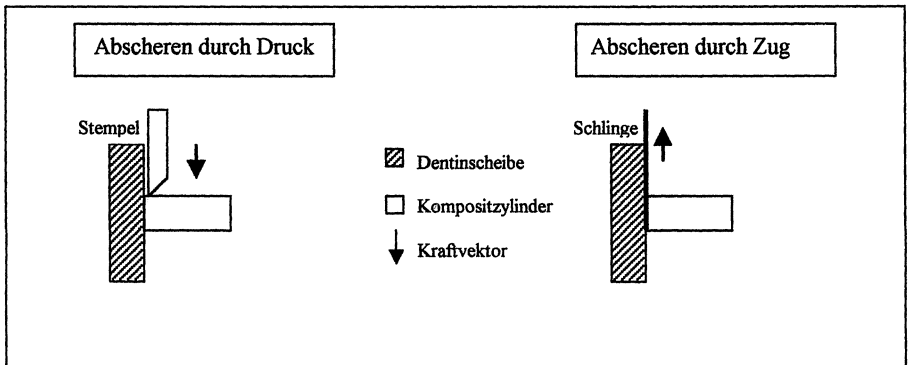 Abscheren durch Druck
Abscheren durch Zug
Stempel
Schlinge
Dentinscheibe
Kompositzylinder
Kraftvektor